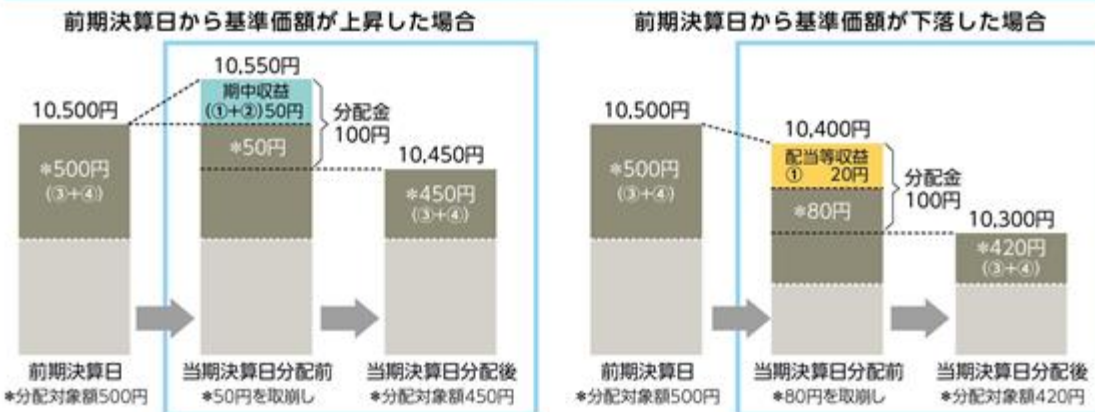 前期決算日から基準価額が上昇した場合
10,500円
*500円
(③+④)
10,550円
期中収益
(①+②)50円
*50円
分配金
100円
10,450円
*450円
(③+④)
前期決算日
*分配対象額500円
当期決算日分配前
*50円を取崩し
当期決算日分配後
*分配対象額450円
前期決算日から基準価額が下落した場合
10,500円
*500円
(③+④)
10,400円
配当等収益
① 20円
*80円
分配金
100円
10,300円
*420円
(③+④)
前期決算日
*分配対象額500円
当期決算日分配前
*80円を取崩し
当期決算日分配後
*分配対象額420円